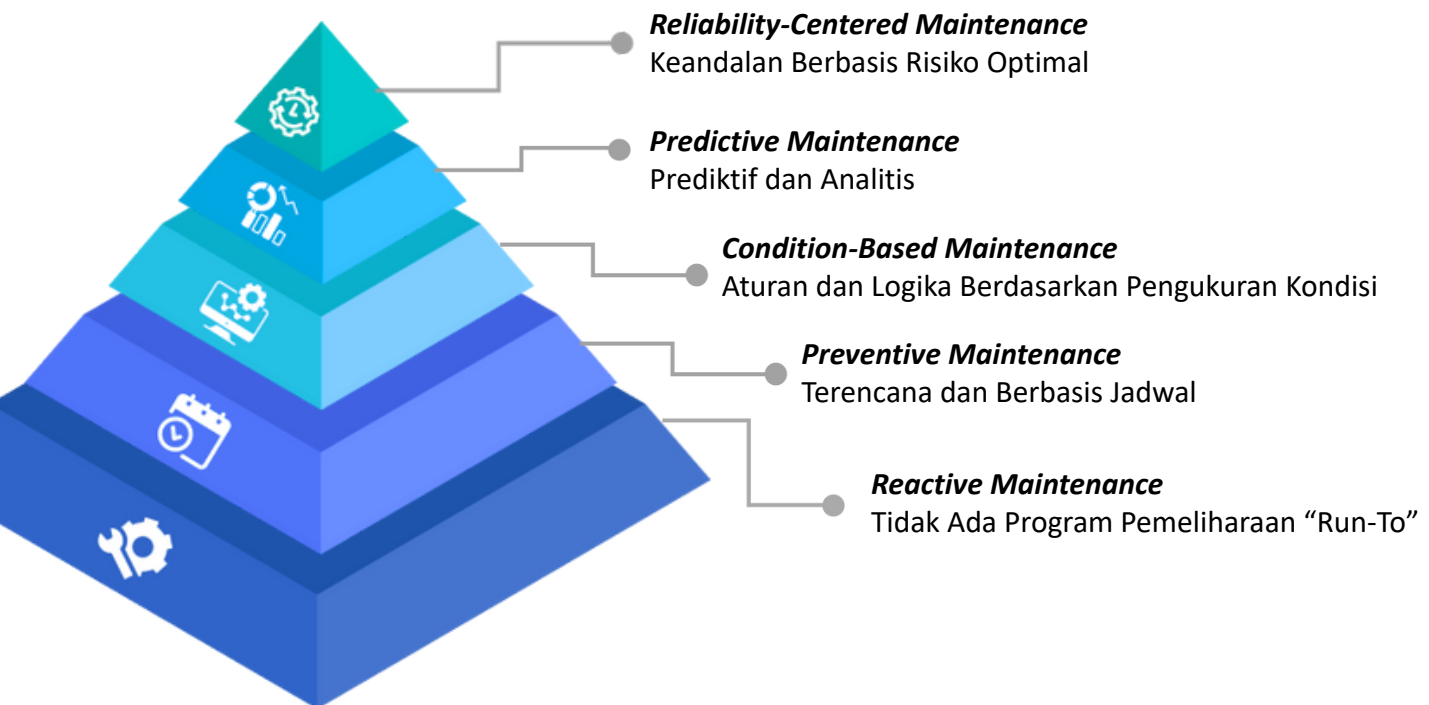 Reliability-Centered Maintenance
Keandalan Berbasis Risiko Optimal
Predictive Maintenance
Prediktif dan Analitis
Condition-Based Maintenance
Aturan dan Logika Berdasarkan Pengukuran Kondisi
Preventive Maintenance
Terencana dan Berbasis Jadwal
Reactive Maintenance
Tidak Ada Program Pemeliharaan “Run-To”